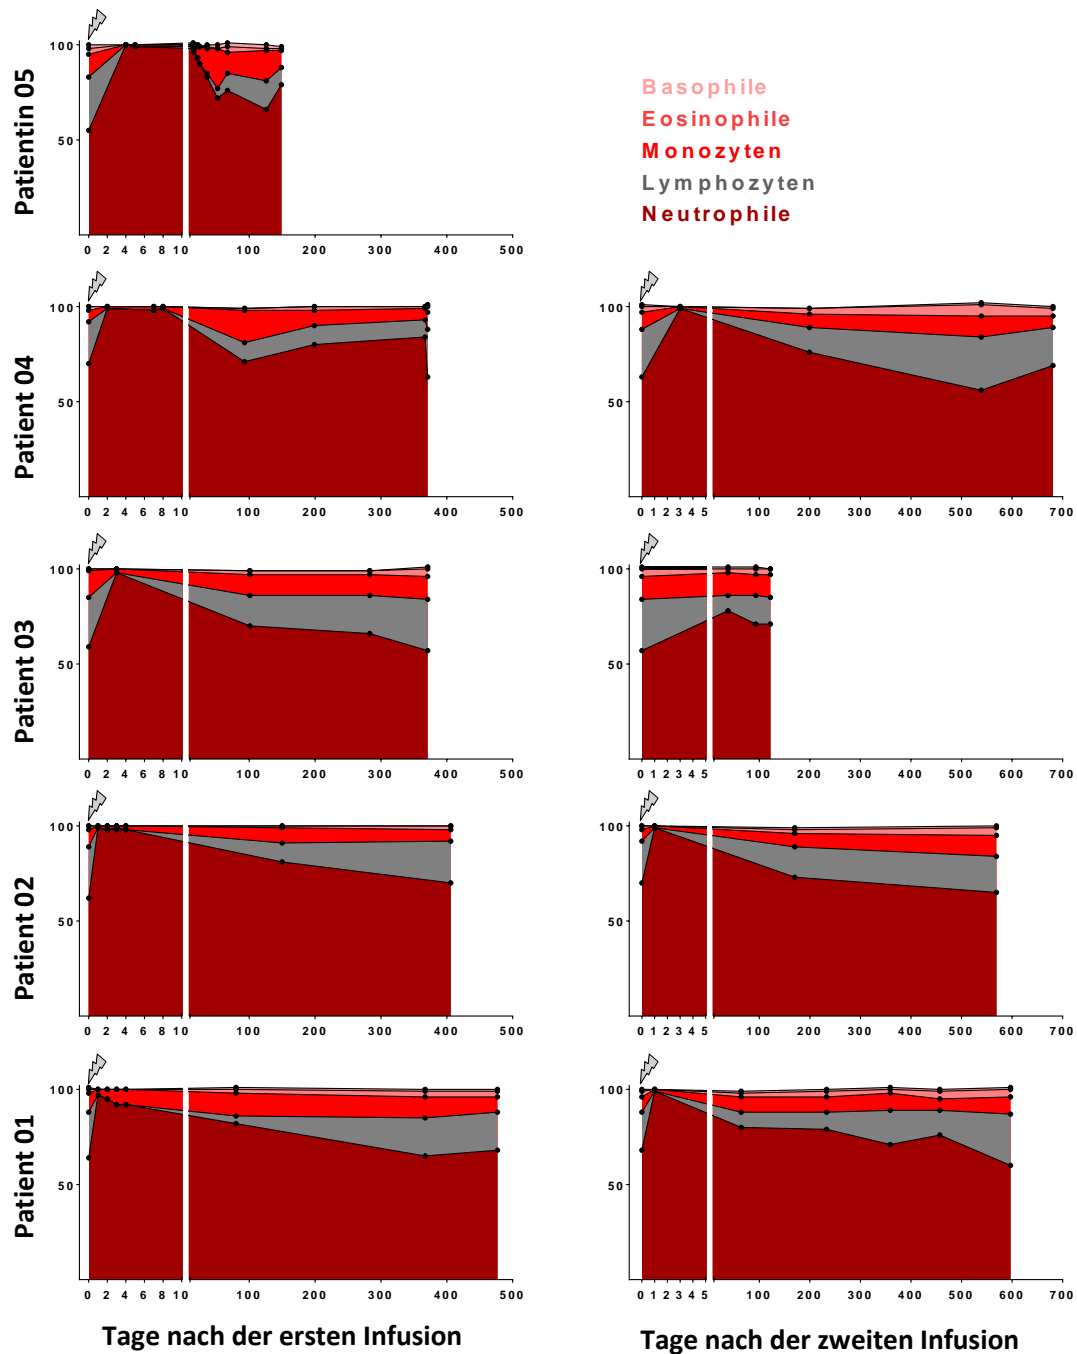 Patientin 05
100
50
0 2 4 6 8 10 100 200 300 400 500
Basophile
Eosinophile
Monozyten
Lymphozyten
Neutrophile
Patient 04
100
50
0 2 4 6 8 10 100 200 300 400 500
100
50
0 1 2 3 4 5 100 200 300 400 500 600 700
Patient 03
100
50
0 2 4 6 8 10 100 200 300 400 500
100
50
0 1 2 3 4 5 100 200 300 400 500 600 700
Patient 02
100
50
0 2 4 6 8 10 100 200 300 400 500
100
50
0 1 2 3 4 5 100 200 300 400 500 600 700
Patient 01
100
50
0 2 4 6 8 10 100 200 300 400 500
100
50
0 1 2 3 4 5 100 200 300 400 500 600 700
Tage nach der ersten Infusion
Tage nach der zweiten Infusion